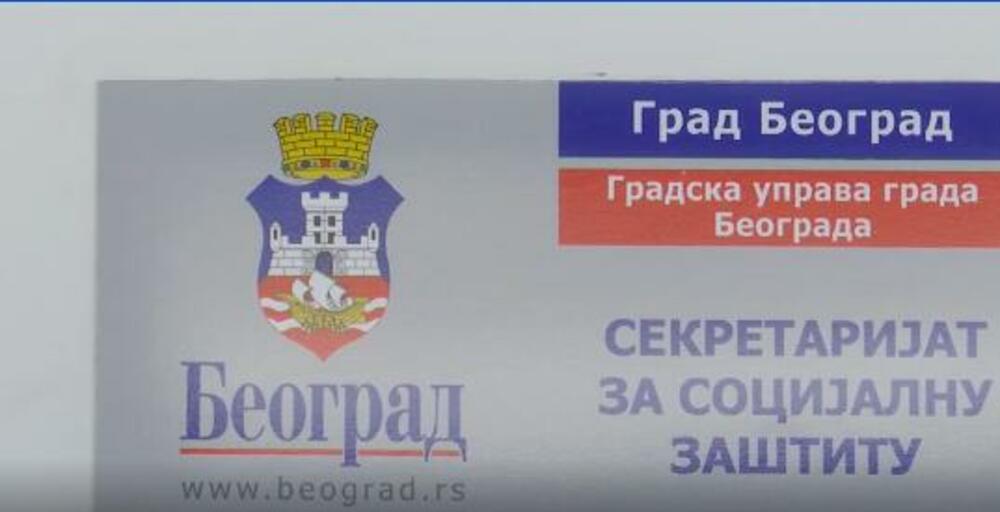 Град Београд
Градска управа града
Београда
СЕКРЕТАРИЈАТ
ЗА СОЦИЈАЛНУ
ЗАШТИТУ
Београд
www.beograd.rs